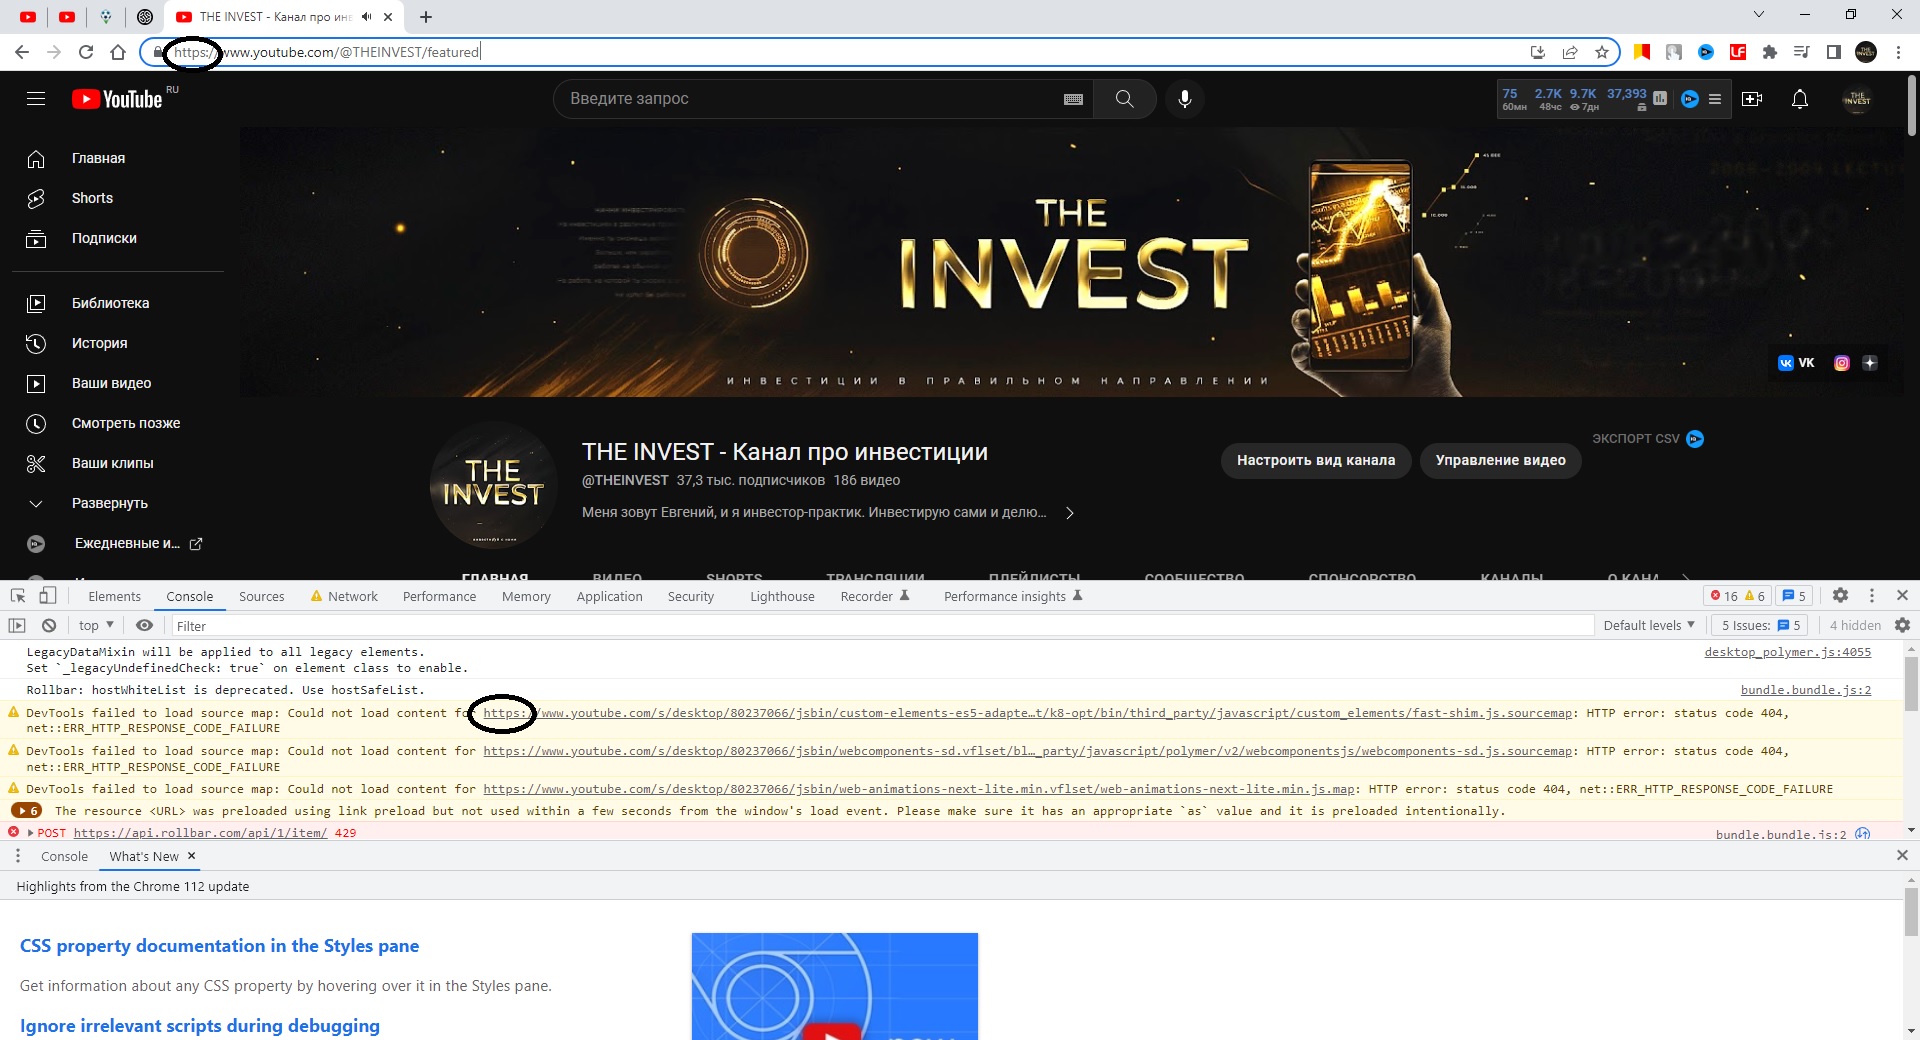 THE INVEST - Канал про инв
https://www.youtube.com/@THEINVEST/featured
YouTube RU
Введите запрос
75 2.7K 9.7K 37,393
60мн 48чс 7дн
THE INVEST
Главная
Shorts
Подписки
Библиотека
История
Ваши видео
Смотреть позже
Ваши клипы
Развернуть
Ежедневные и...
THE
INVEST
ИНВЕСТИЦИИ В ПРАВИЛЬНОМ НАПРАВЛЕНИИ
VK
THE
INVEST
THE INVEST - Канал про инвестиции
@THEINVEST 37,3 тыс. подписчиков 186 видео
Меня зовут Евгений, и я инвестор-практик. Инвестирую сами и делю...
Настроить вид канала
Управление видео
ЭКСПОРТ CSV
ГЛАВНАЯ ВИДЕО SHORTS ТРАНСЛЯЦИИ ПЛЕЙЛИСТЫ СООБЩЕСТВО СПОНСОРСТВО КАНАЛЫ О КАНА
Elements Console Sources Network Performance Memory Application Security Lighthouse Recorder Performance insights 16 6 5
top Filter Default levels 5 Issues: 5 4 hidden
LegacyDataMixin will be applied to all legacy elements. desktop_polymer.js:4055
Set `_legacyUndefinedCheck: true` on element class to enable.
Rollbar: hostWhiteList is deprecated. Use hostSafeList. bundle.bundle.js:2
DevTools failed to load source map: Could not load content for https://www.youtube.com/s/desktop/80237066/jsbin/custom-elements-es5-adapte…t/k8-opt/bin/third_party/javascript/custom_elements/fast-shim.js.sourcemap: HTTP error: status code 404,
net::ERR_HTTP_RESPONSE_CODE_FAILURE
DevTools failed to load source map: Could not load content for https://www.youtube.com/s/desktop/80237066/jsbin/webcomponents-sd.vflset/bl…_party/javascript/polymer/v2/webcomponentsjs/webcomponents-sd.js.sourcemap: HTTP error: status code 404,
net::ERR_HTTP_RESPONSE_CODE_FAILURE
DevTools failed to load source map: Could not load content for https://www.youtube.com/s/desktop/80237066/jsbin/web-animations-next-lite.min.vflset/web-animations-next-lite.min.js.map: HTTP error: status code 404, net::ERR_HTTP_RESPONSE_CODE_FAILURE
6 The resource <URL> was preloaded using link preload but not used within a few seconds from the window's load event. Please make sure it has an appropriate `as` value and it is preloaded intentionally.
POST https://api.rollbar.com/api/1/item/ 429 bundle.bundle.js:2
Console What's New
Highlights from the Chrome 112 update
CSS property documentation in the Styles pane
Get information about any CSS property by hovering over it in the Styles pane.
Ignore irrelevant scripts during debugging